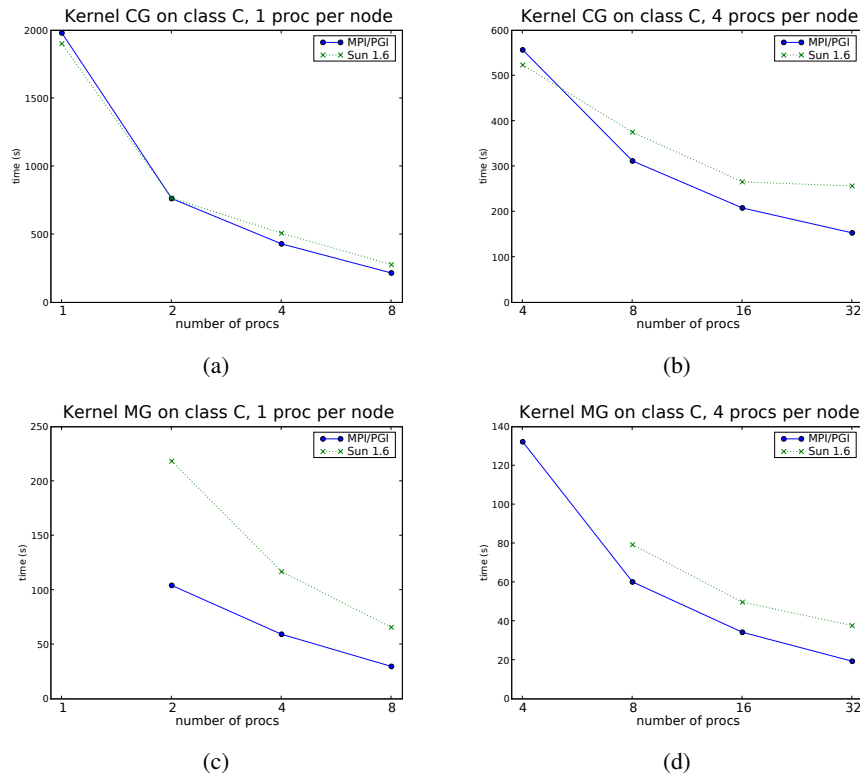 Kernel CG on class C, 1 proc per node
2000
1500
1000
500
0
time (s)
MPI/PGI
Sun 1.6
1 2 4 8
number of procs
(a)
Kernel CG on class C, 4 procs per node
600
500
400
300
200
100
0
time (s)
MPI/PGI
Sun 1.6
4 8 16 32
number of procs
(b)
Kernel MG on class C, 1 proc per node
250
200
150
100
50
0
time (s)
MPI/PGI
Sun 1.6
1 2 4 8
number of procs
(c)
Kernel MG on class C, 4 procs per node
140
120
100
80
60
40
20
0
time (s)
MPI/PGI
Sun 1.6
4 8 16 32
number of procs
(d)